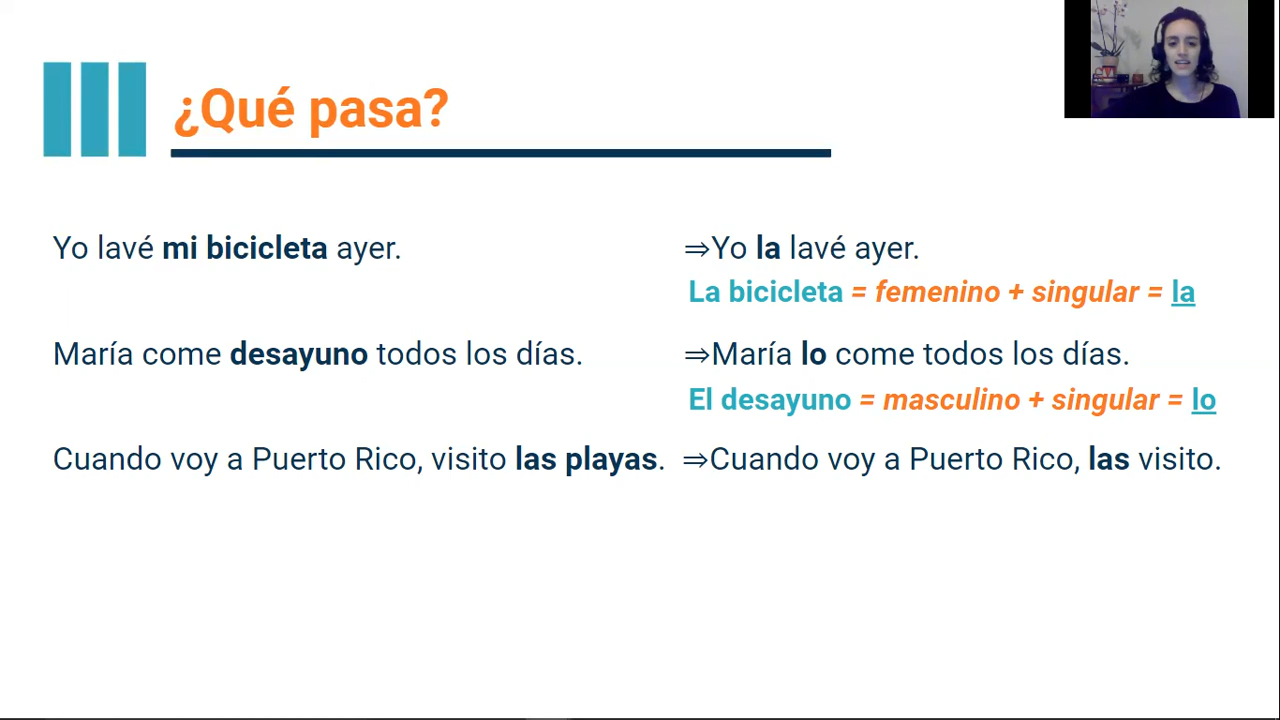 ¿Qué pasa?
Yo lavé mi bicicleta ayer.
⇒Yo la lavé ayer.
La bicicleta = femenino + singular = la
María come desayuno todos los días.
⇒María lo come todos los días.
El desayuno = masculino + singular = lo
Cuando voy a Puerto Rico, visito las playas.
⇒Cuando voy a Puerto Rico, las visito.